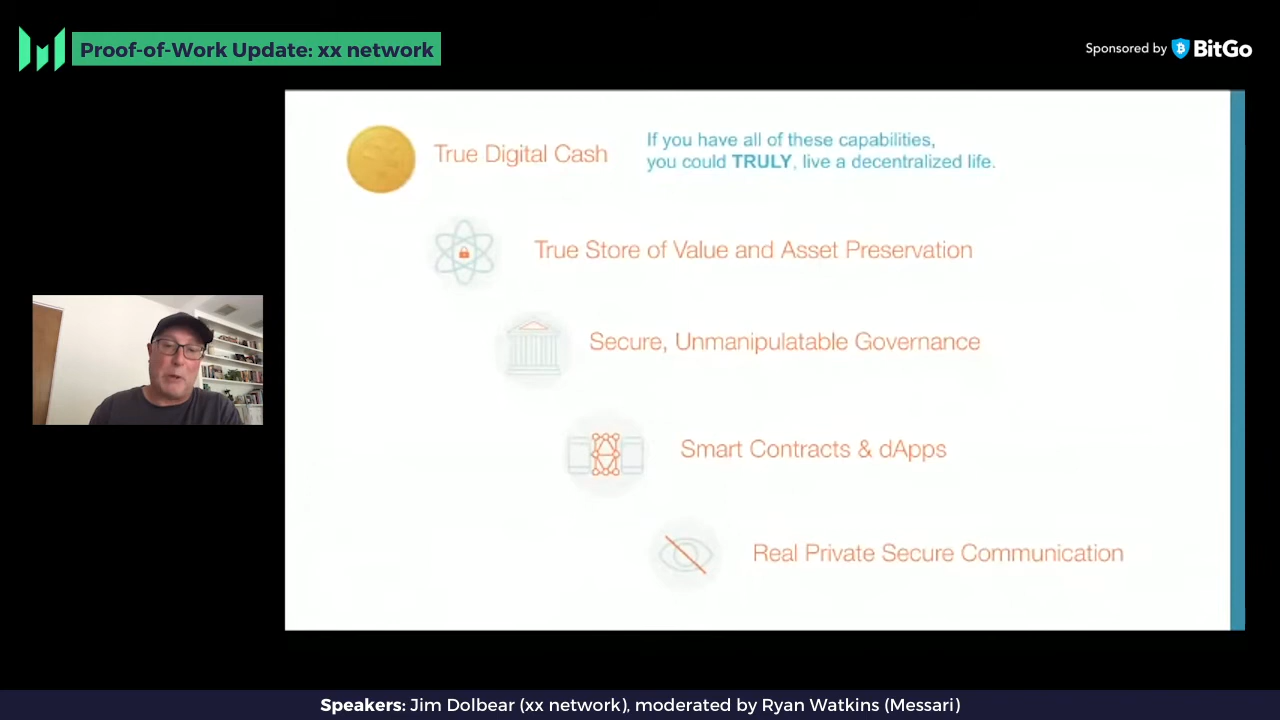 Proof-of-Work Update: xx network
Sponsored by BitGo
True Digital Cash
If you have all of these capabilities,
you could TRULY, live a decentralized life.
True Store of Value and Asset Preservation
Secure, Unmanipulatable Governance
Smart Contracts & dApps
Real Private Secure Communication
Speakers: Jim Dolbear (xx network), moderated by Ryan Watkins (Messari)